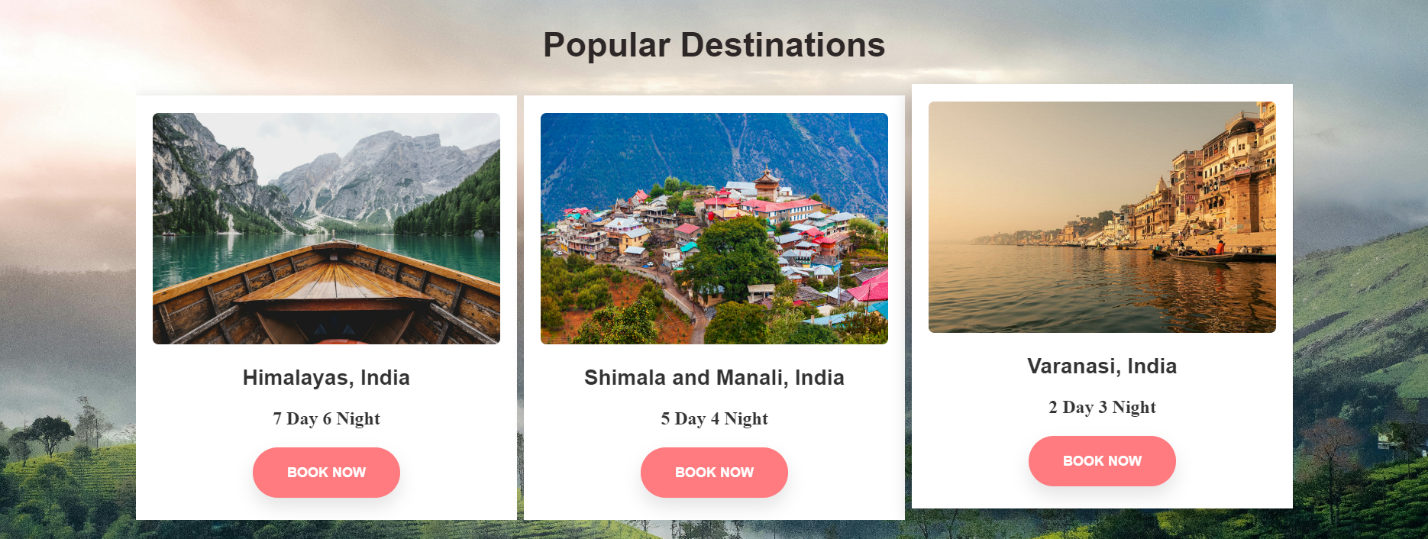 Popular Destinations
Himalayas, India
7 Day 6 Night
BOOK NOW
Shimala and Manali, India
5 Day 4 Night
BOOK NOW
Varanasi, India
2 Day 3 Night
BOOK NOW